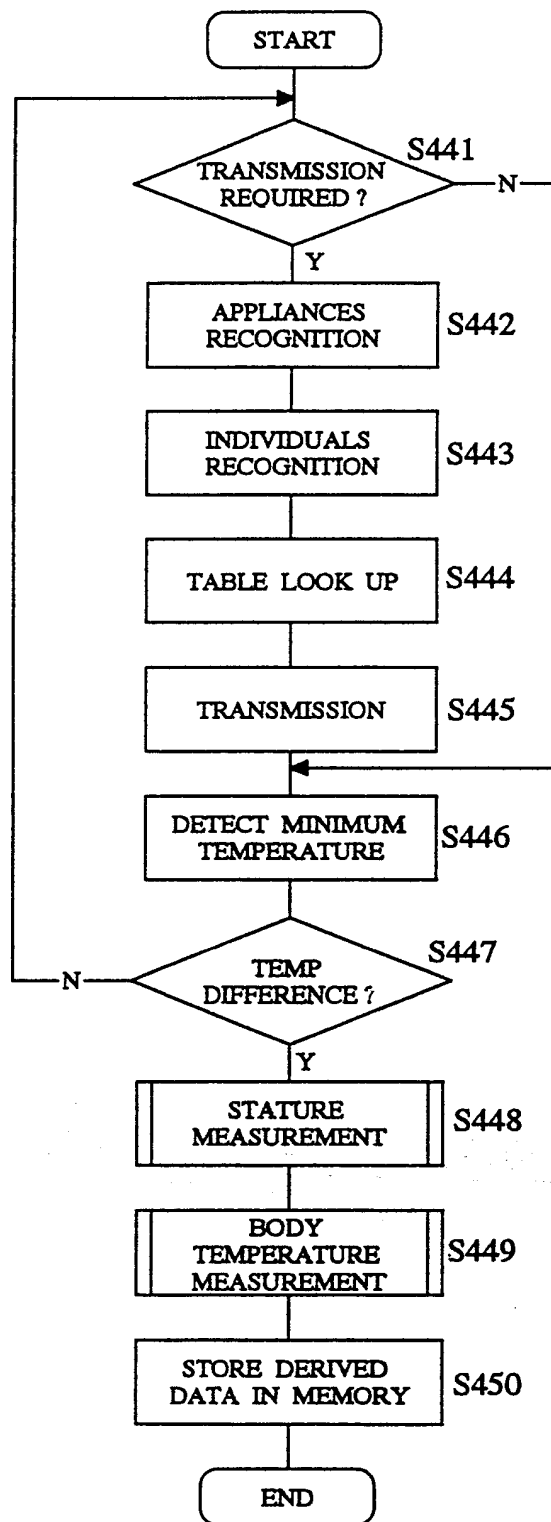 START
S441
TRANSMISSION
REQUIRED ?
N
Y
APPLIANCES
RECOGNITION
S442
INDIVIDUALS
RECOGNITION
S443
TABLE LOOK UP
S444
TRANSMISSION
S445
DETECT MINIMUM
TEMPERATURE
S446
S447
TEMP
DIFFERENCE ?
N
Y
STATURE
MEASUREMENT
S448
BODY
TEMPERATURE
MEASUREMENT
S449
STORE DERIVED
DATA IN MEMORY
S450
END